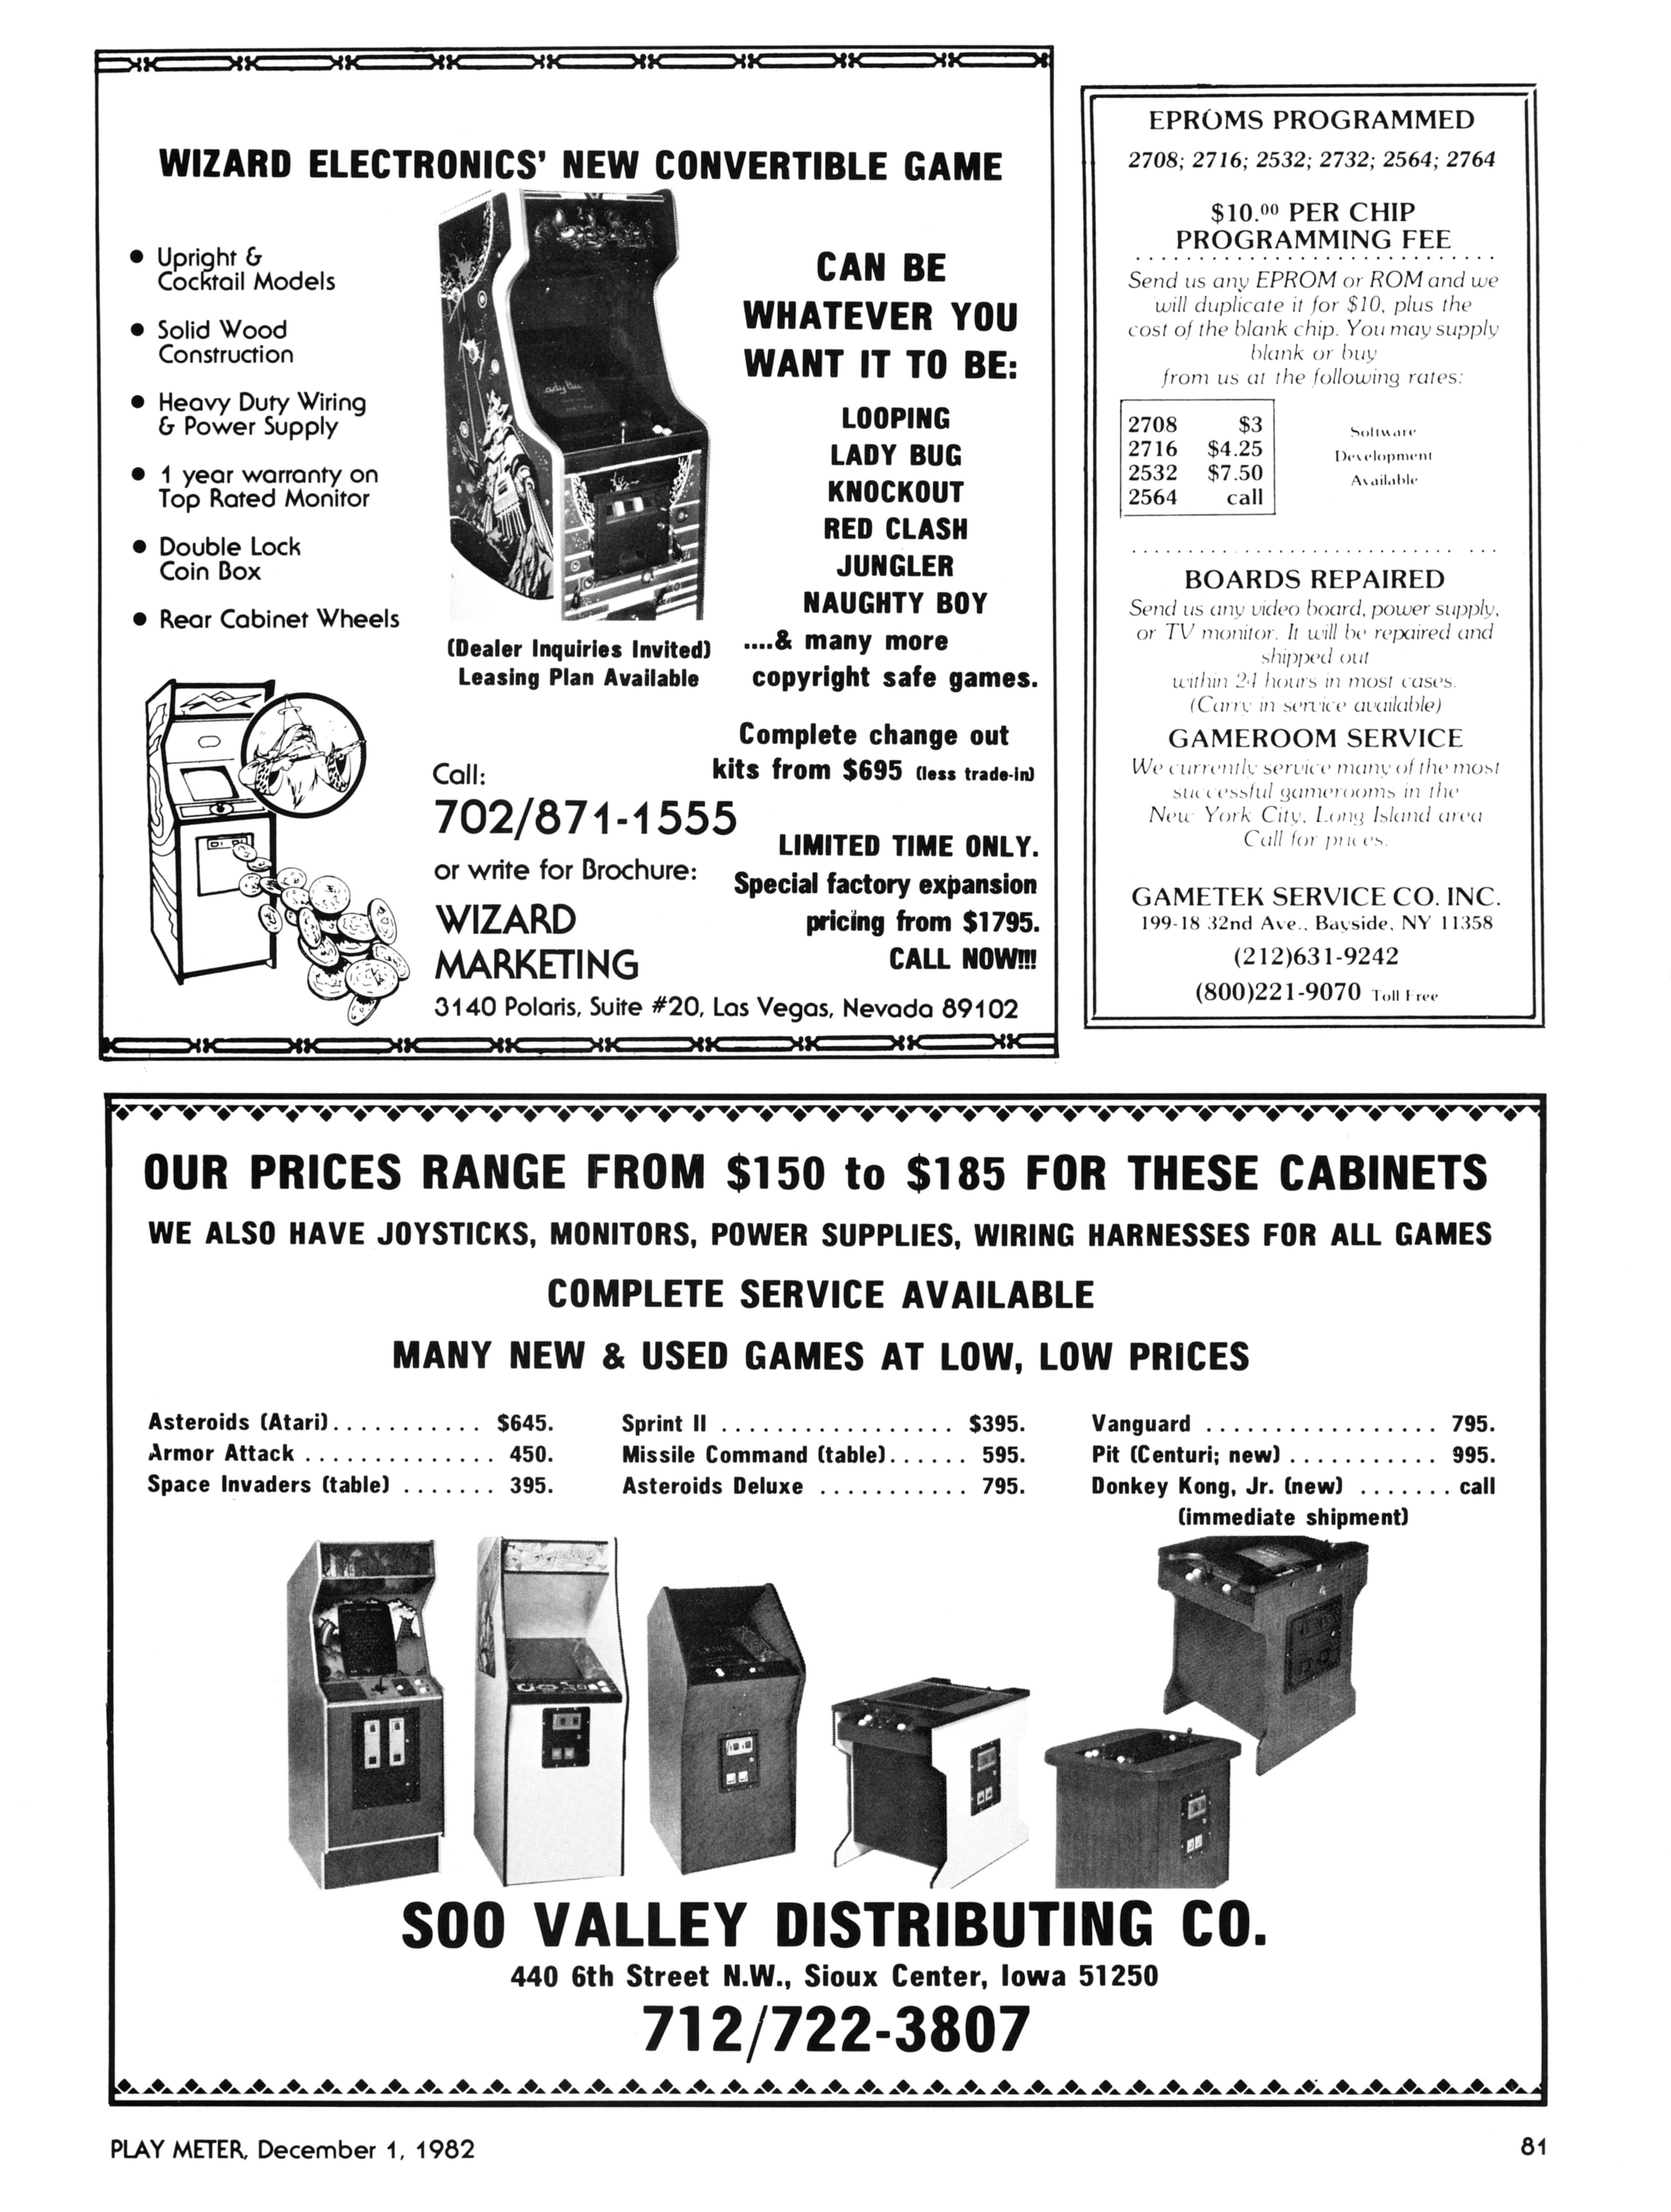 WIZARD ELECTRONICS' NEW CONVERTIBLE GAME
• Upright &
Cocktail Models
• Solid Wood
Construction
• Heavy Duty Wiring
& Power Supply
• 1 year warranty on
Top Rated Monitor
• Double Lock
Coin Box
• Rear Cabinet Wheels
(Dealer Inquiries Invited)
Leasing Plan Available
CAN BE
WHATEVER YOU
WANT IT TO BE:
LOOPING
LADY BUG
KNOCKOUT
RED CLASH
JUNGLER
NAUGHTY BOY
....& many more
copyright safe games.
Complete change out
kits from $695 (less trade-in)
LIMITED TIME ONLY.
Special factory expansion
pricing from $1795.
CALL NOW!!!
Call:
702/871-1555
or write for Brochure:
WIZARD
MARKETING
3140 Polaris, Suite #20, Las Vegas, Nevada 89102
EPROMS PROGRAMMED
2708; 2716; 2532; 2732; 2564; 2764
$10.00 PER CHIP
PROGRAMMING FEE
Send us any EPROM or ROM and we
will duplicate it for $10, plus the
cost of the blank chip. You may supply
blank or buy
from us at the following rates:
2708 $3
2716 $4.25
2532 $7.50
2564 call
Software
Development
Available
BOARDS REPAIRED
Send us any video board, power supply,
or TV monitor. It will be repaired and
shipped out
within 24 hours in most cases.
(Carry in service available)
GAMEROOM SERVICE
We currently service many of the most
successful gamerooms in the
New York City, Long Island area
Call for prices.
GAMETEK SERVICE CO. INC.
199-18 32nd Ave., Bayside, NY 11358
(212)631-9242
(800)221-9070 Toll Free
OUR PRICES RANGE FROM $150 to $185 FOR THESE CABINETS
WE ALSO HAVE JOYSTICKS, MONITORS, POWER SUPPLIES, WIRING HARNESSES FOR ALL GAMES
COMPLETE SERVICE AVAILABLE
MANY NEW & USED GAMES AT LOW, LOW PRICES
Asteroids (Atari)........... $645.
Armor Attack ............... 450.
Space Invaders (table) ....... 395.
Sprint II ................. $395.
Missile Command (table)...... 595.
Asteroids Deluxe ........... 795.
Vanguard ................. 795.
Pit (Centuri; new) ........... 995.
Donkey Kong, Jr. (new) ....... call
(immediate shipment)
SOO VALLEY DISTRIBUTING CO.
440 6th Street N.W., Sioux Center, Iowa 51250
712/722-3807
PLAY METER, December 1, 1982
81